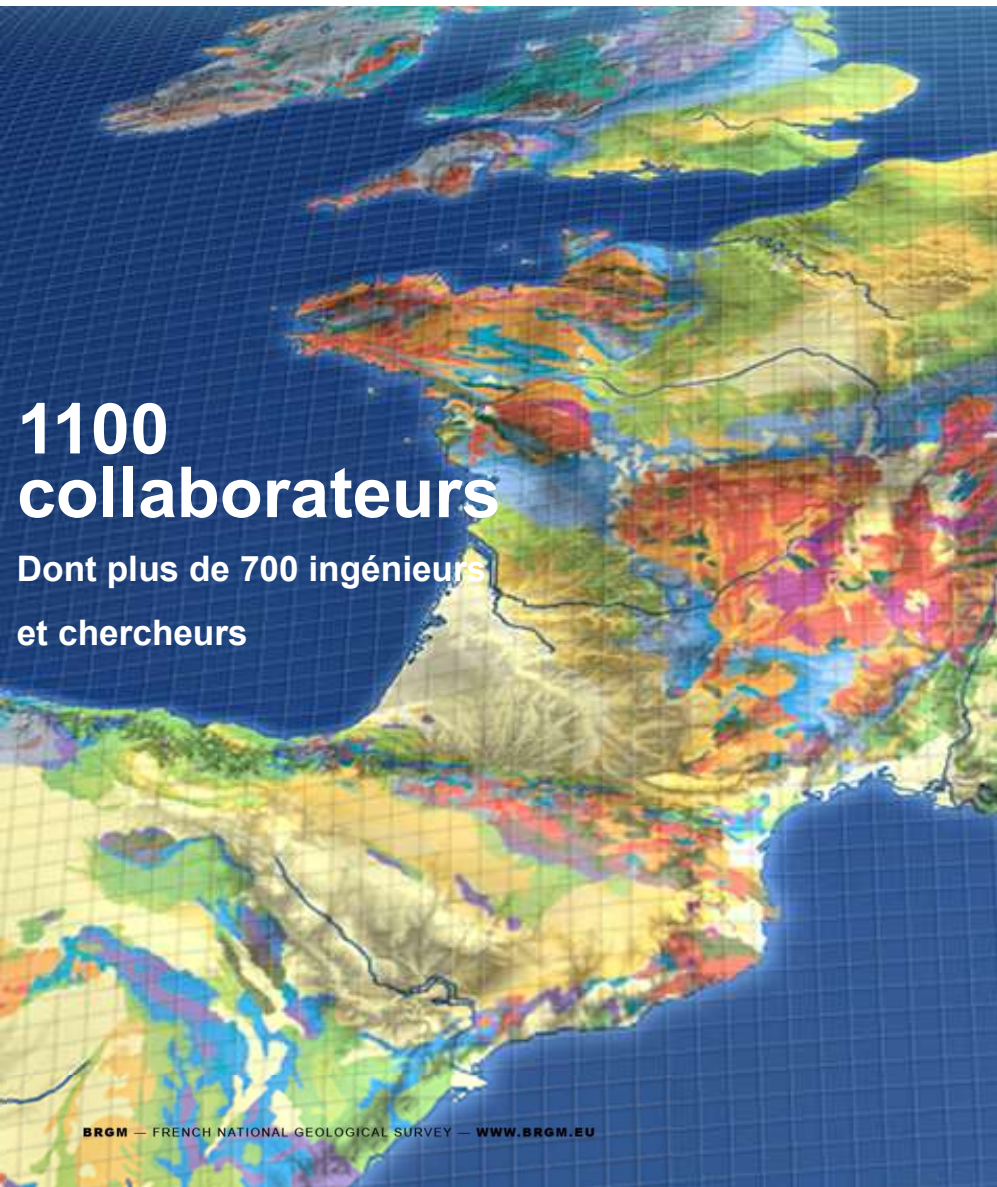 1100
collaborateurs
Dont plus de 700 ingénieurs
et chercheurs
BRGM — FRENCH NATIONAL GEOLOGICAL SURVEY — WWW.BRGM.EU